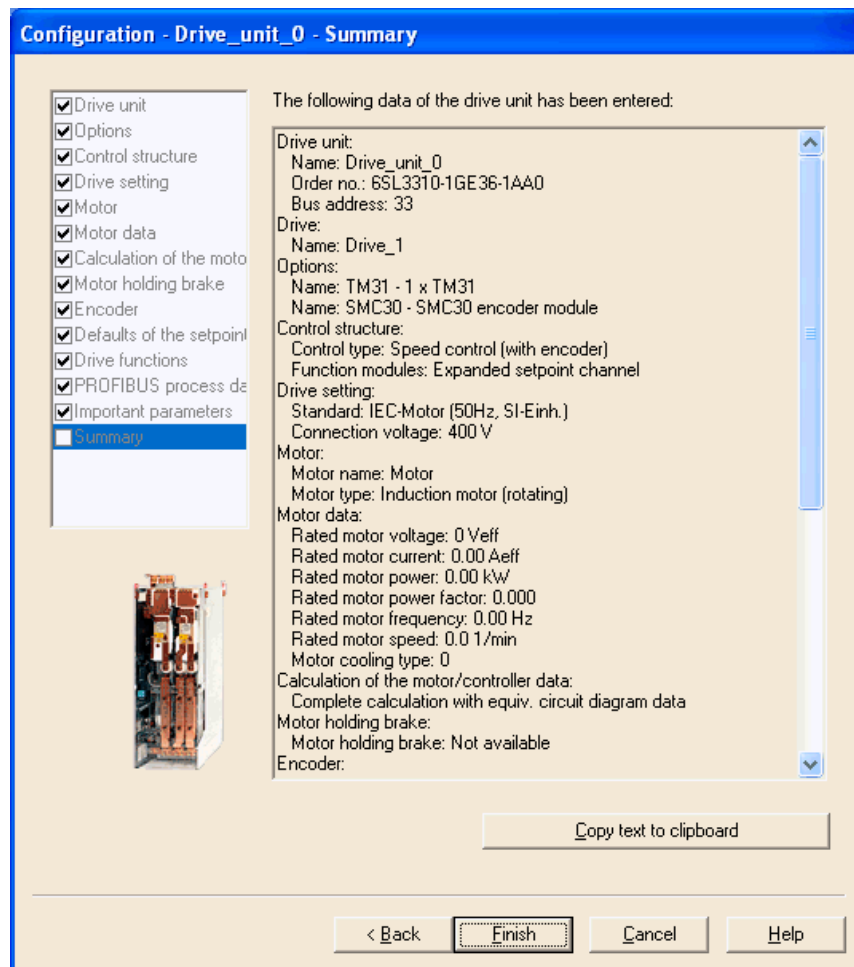 Configuration - Drive_unit_0 - Summary
Drive unit
Options
Control structure
Drive setting
Motor
Motor data
Calculation of the moto
Motor holding brake
Encoder
Defaults of the setpoint
Drive functions
PROFIBUS process da
Important parameters
Summary
The following data of the drive unit has been entered:
Drive unit:
Name: Drive_unit_0
Order no.: 6SL3310-1GE36-1AA0
Bus address: 33
Drive:
Name: Drive_1
Options:
Name: TM31 - 1 x TM31
Name: SMC30 - SMC30 encoder module
Control structure:
Control type: Speed control (with encoder)
Function modules: Expanded setpoint channel
Drive setting:
Standard: IEC-Motor (50Hz, SI-Einh.)
Connection voltage: 400 V
Motor:
Motor name: Motor
Motor type: Induction motor (rotating)
Motor data:
Rated motor voltage: 0 Veff
Rated motor current: 0.00 Aeff
Rated motor power: 0.00 kW
Rated motor power factor: 0.000
Rated motor frequency: 0.00 Hz
Rated motor speed: 0.0 1/min
Motor cooling type: 0
Calculation of the motor/controller data:
Complete calculation with equiv. circuit diagram data
Motor holding brake:
Motor holding brake: Not available
Encoder:
Copy text to clipboard
< Back
Finish
Cancel
Help